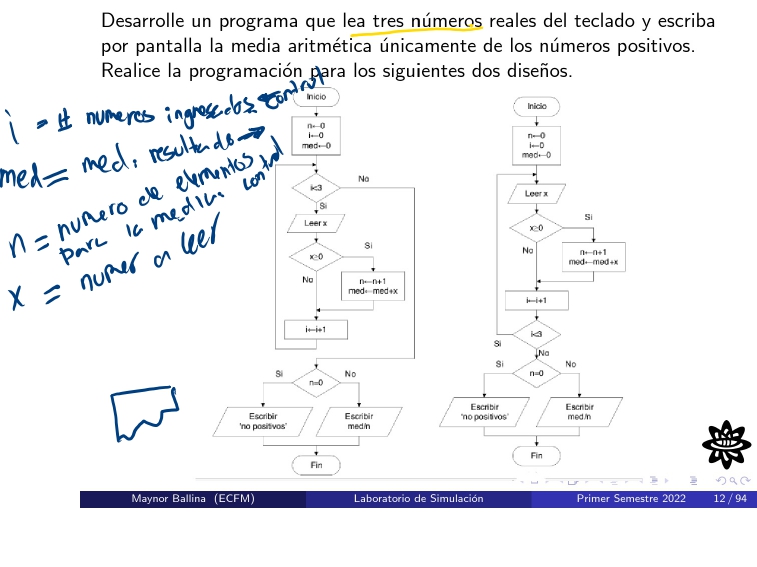 Desarrolle un programa que lea tres números reales del teclado y escriba
por pantalla la media aritmética únicamente de los números positivos.
Realice la programación para los siguientes dos diseños.
i = # numeros ingresados control
med = med. resultado
n = numero de elementos
para la media control
x = numer a leer
Inicio
n←0
i←0
med←0
i<3
No
Si
Leer x
x≥0
Si
No
n←n+1
med←med+x
i←i+1
n=0
Si
No
Escribir
'no positivos'
Escribir
med/n
Fin
Inicio
n←0
i←0
med←0
Leer x
x≥0
Si
No
n←n+1
med←med+x
i←i+1
i<3
Si
No
n=0
Si
No
Escribir
'no positivos'
Escribir
med/n
Fin
Maynor Ballina (ECFM) Laboratorio de Simulación Primer Semestre 2022 12 / 94